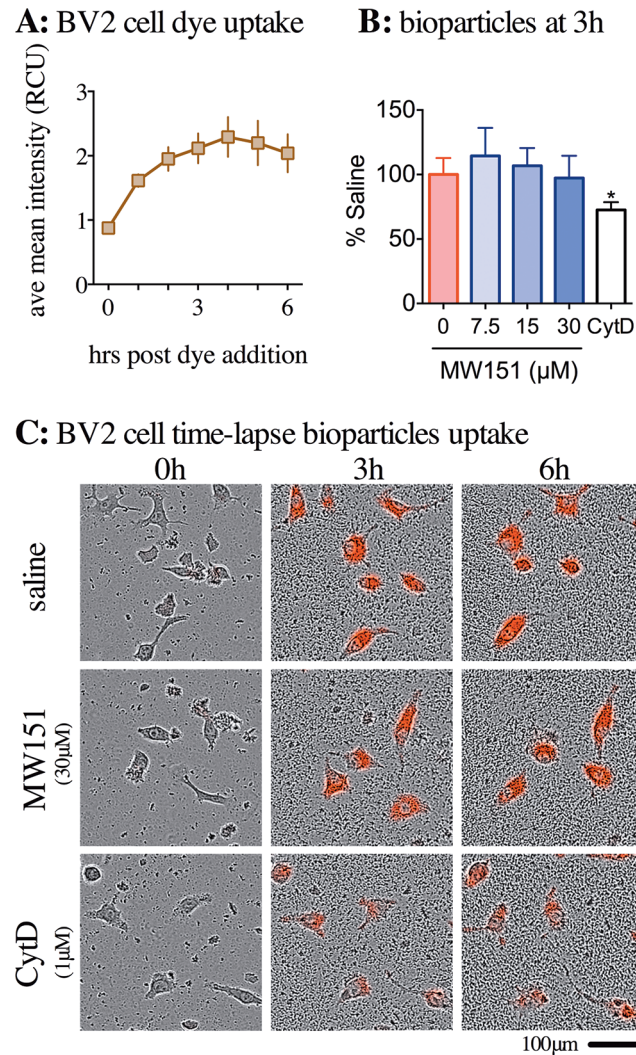 A: BV2 cell dye uptake
ave mean intensity (RCU)
3
2
1
0
0 3 6
hrs post dye addition
B: bioparticles at 3h
% Saline
150
100
50
0
*
0 7.5 15 30 CytD
MW151 (µM)
C: BV2 cell time-lapse bioparticles uptake
0h 3h 6h
saline
MW151
(30µM)
CytD
(1µM)
100µm